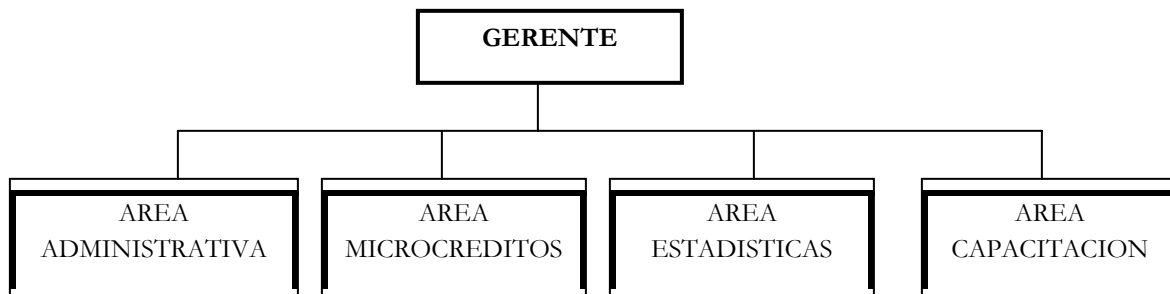 GERENTE
AREA
ADMINISTRATIVA
AREA
MICROCREDITOS
AREA
ESTADISTICAS
AREA
CAPACITACION